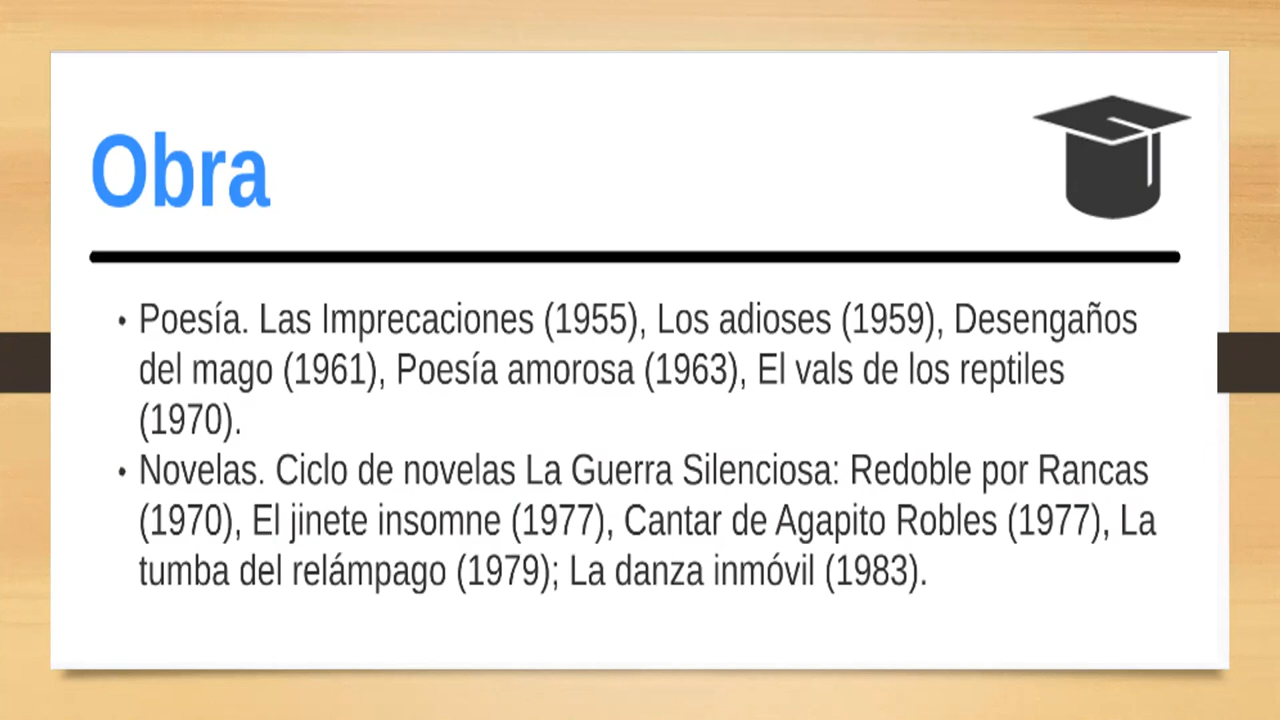 Obra
• Poesía. Las Imprecaciones (1955), Los adioses (1959), Desengaños
del mago (1961), Poesía amorosa (1963), El vals de los reptiles
(1970).
• Novelas. Ciclo de novelas La Guerra Silenciosa: Redoble por Rancas
(1970), El jinete insomne (1977), Cantar de Agapito Robles (1977), La
tumba del relámpago (1979); La danza inmóvil (1983).